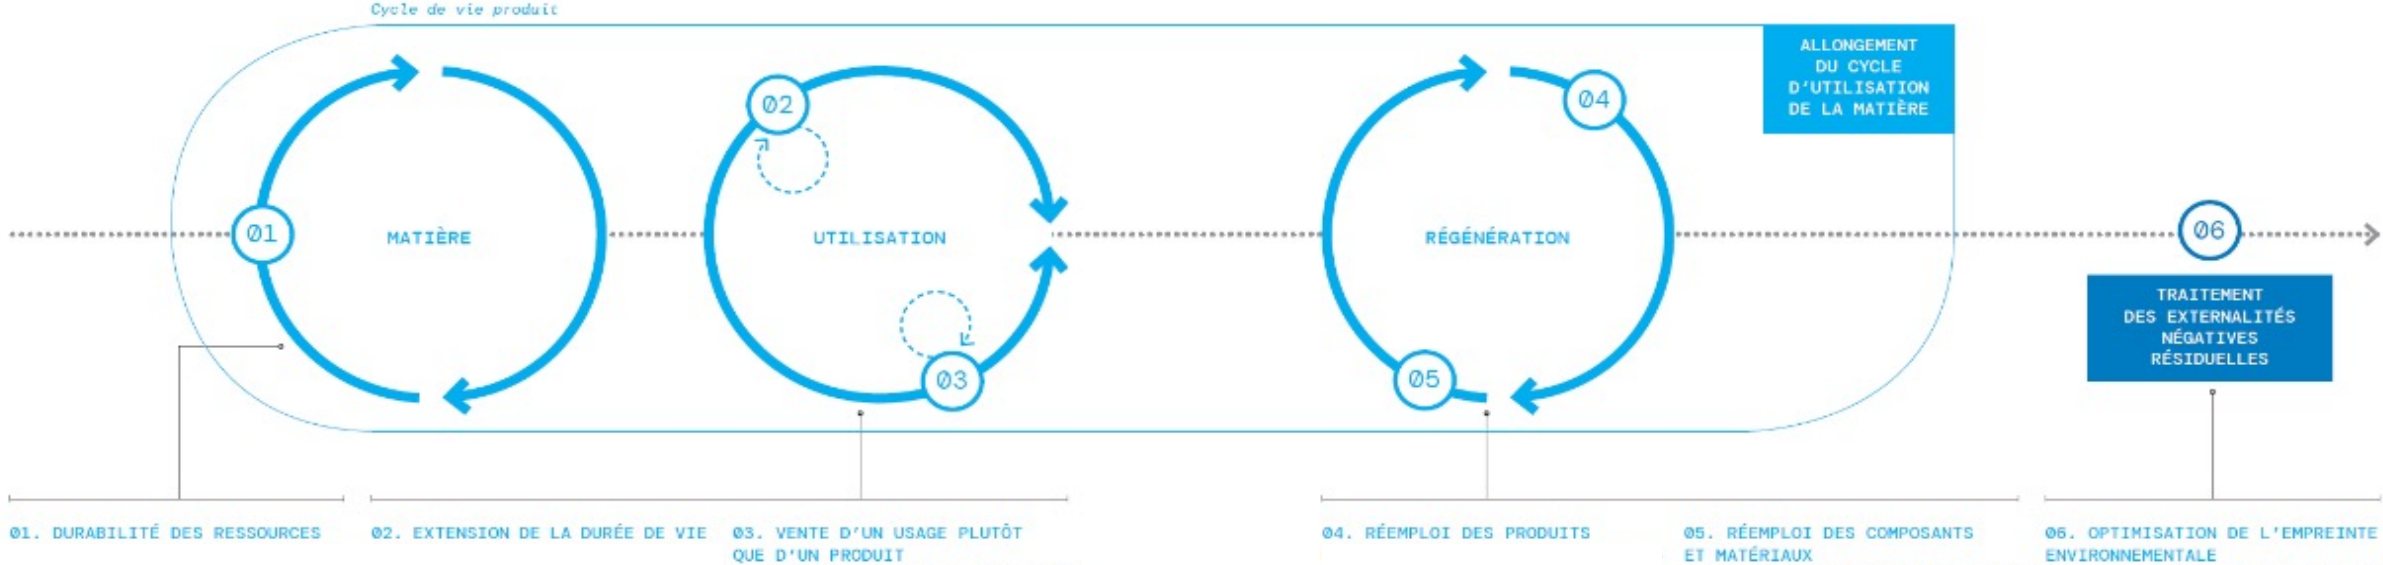 Cycle de vie produit
ALLONGEMENT
DU CYCLE
D'UTILISATION
DE LA MATIÈRE
02
04
01
MATIÈRE
UTILISATION
RÉGÉNÉRATION
06
TRAITEMENT
DES EXTERNALITÉS
NÉGATIVES
RÉSIDUELLES
03
05
01. DURABILITÉ DES RESSOURCES
02. EXTENSION DE LA DURÉE DE VIE
03. VENTE D'UN USAGE PLUTÔT
QUE D'UN PRODUIT
04. RÉEMPLOI DES PRODUITS
05. RÉEMPLOI DES COMPOSANTS
ET MATÉRIAUX
06. OPTIMISATION DE L'EMPREINTE
ENVIRONNEMENTALE